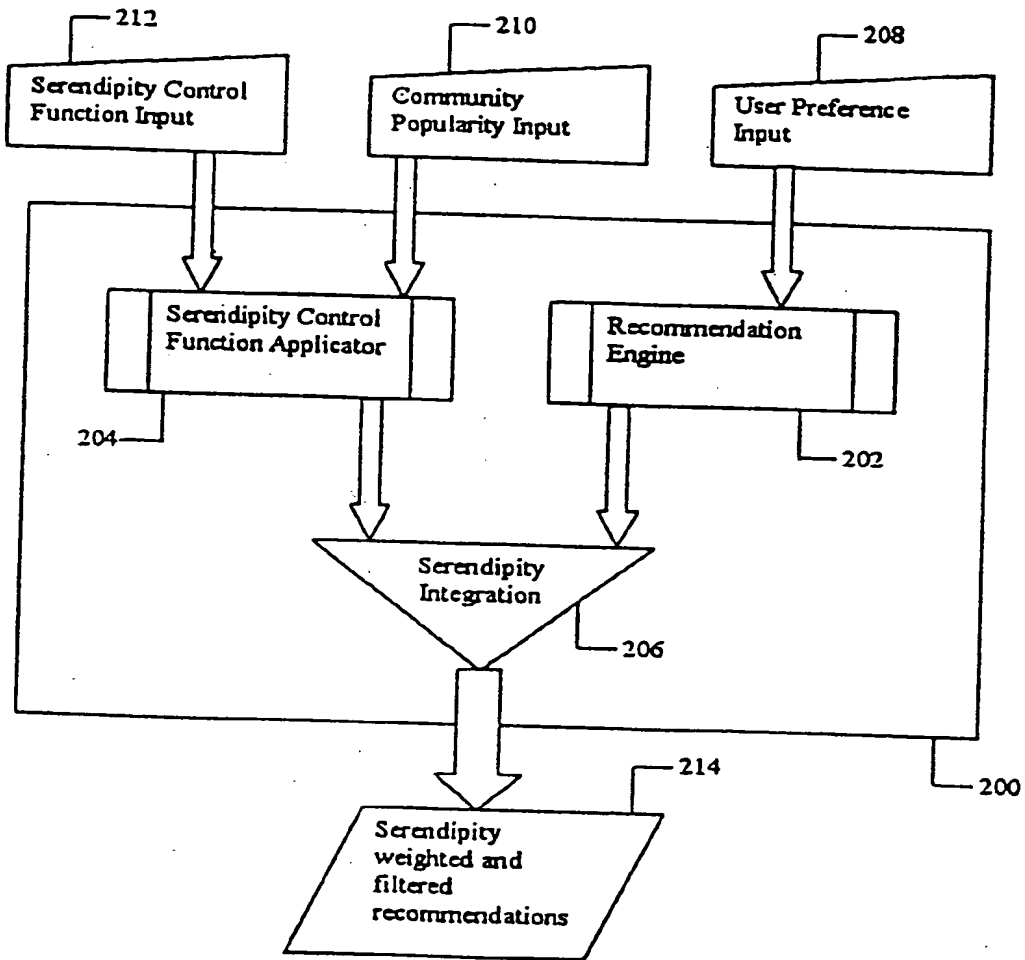 212
210
208
Serendipity Control
Function Input
Community
Popularity Input
User Preference
Input
Serendipity Control
Function Applicator
Recommendation
Engine
204
202
Serendipity
Integration
206
214
200
Serendipity
weighted and
filtered
recommendations